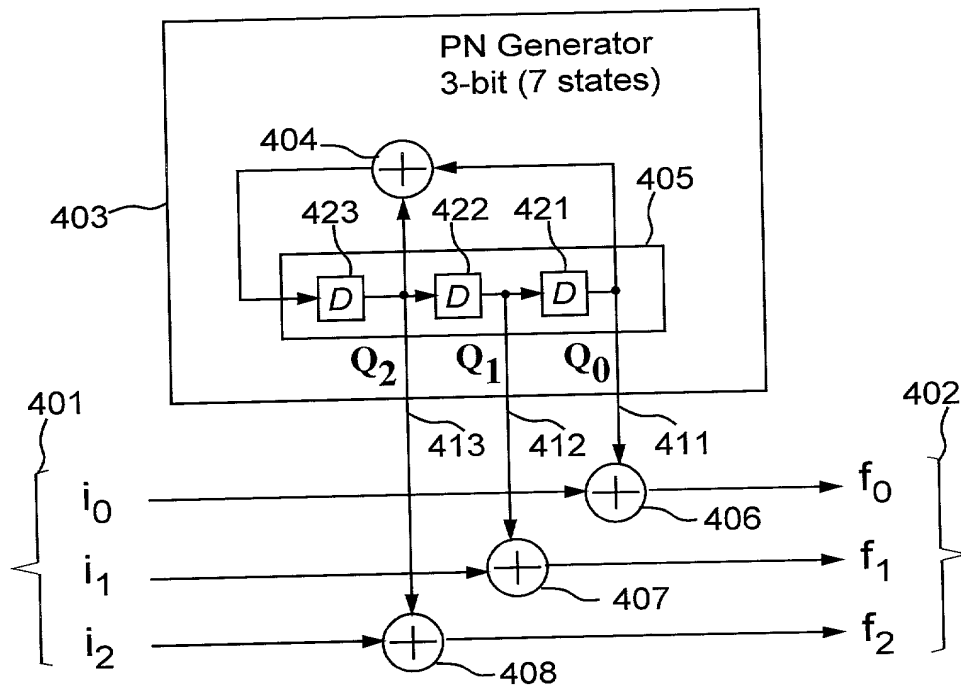 PN Generator
3-bit (7 states)
404
405
403
423
422
421
D
D
D
Q2
Q1
Q0
401
402
413
412
411
i0
f0
406
i1
f1
407
i2
f2
408